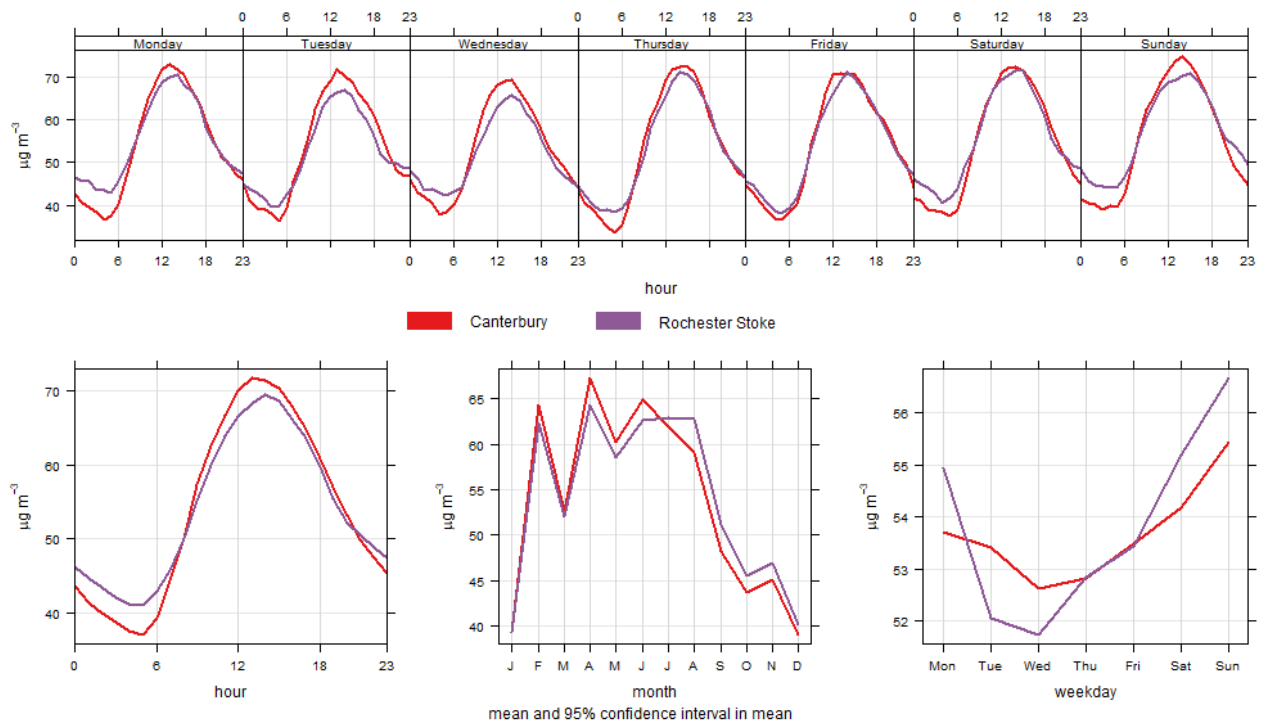 0 6 12 18 23 0 6 12 18 23 0 6 12 18 23
Monday Tuesday Wednesday Thursday Friday Saturday Sunday
70
60
50
40
µg m⁻³
0 6 12 18 23 0 6 12 18 23 0 6 12 18 23 0 6 12 18 23
hour
Canterbury Rochester Stoke
70
60
50
40
µg m⁻³
0 6 12 18 23
hour
65
60
55
50
45
40
µg m⁻³
J F M A M J J A S O N D
month
56
55
54
53
52
µg m⁻³
Mon Tue Wed Thu Fri Sat Sun
weekday
mean and 95% confidence interval in mean